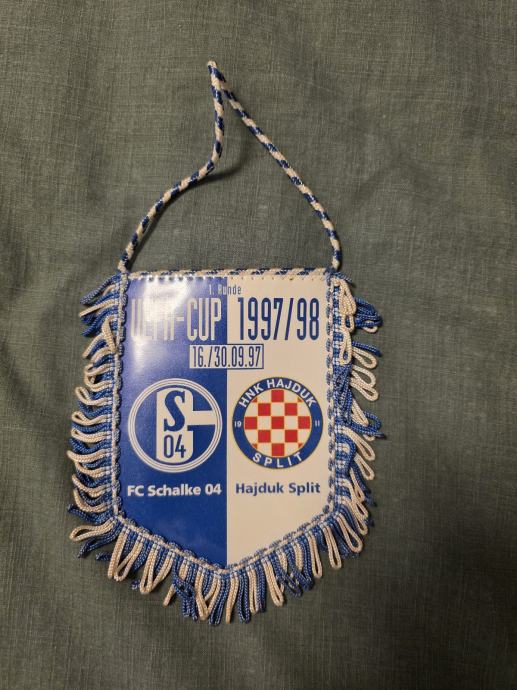 1. Runde
UEFA-CUP 1997/98
16./30.09.97
S
04
HNK HAJDUK
19 11
SPLIT
FC Schalke 04 Hajduk Split